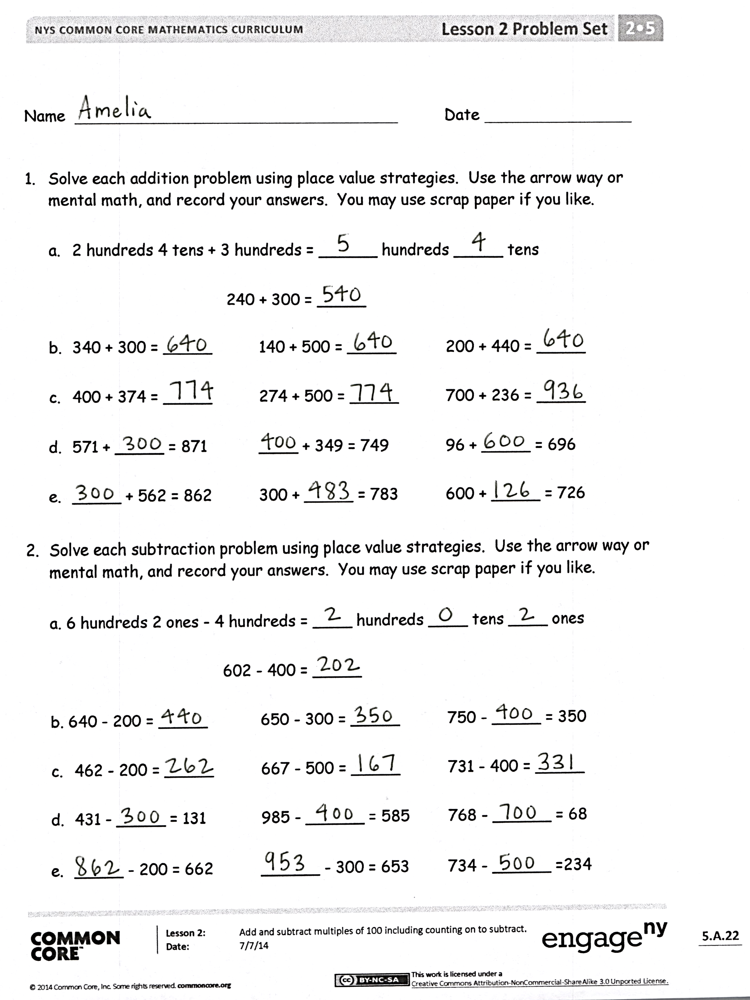 NYS COMMON CORE MATHEMATICS CURRICULUM Lesson 2 Problem Set 2•5
Name Amelia Date
1. Solve each addition problem using place value strategies. Use the arrow way or
mental math, and record your answers. You may use scrap paper if you like.
a. 2 hundreds 4 tens + 3 hundreds = 5 hundreds 4 tens
240 + 300 = 540
b. 340 + 300 = 640 140 + 500 = 640 200 + 440 = 640
c. 400 + 374 = 774 274 + 500 = 774 700 + 236 = 936
d. 571 + 300 = 871 400 + 349 = 749 96 + 600 = 696
e. 300 + 562 = 862 300 + 483 = 783 600 + 126 = 726
2. Solve each subtraction problem using place value strategies. Use the arrow way or
mental math, and record your answers. You may use scrap paper if you like.
a. 6 hundreds 2 ones - 4 hundreds = 2 hundreds 0 tens 2 ones
602 - 400 = 202
b. 640 - 200 = 440 650 - 300 = 350 750 - 400 = 350
c. 462 - 200 = 262 667 - 500 = 167 731 - 400 = 331
d. 431 - 300 = 131 985 - 400 = 585 768 - 700 = 68
e. 862 - 200 = 662 953 - 300 = 653 734 - 500 =234
COMMON
CORE™
Lesson 2: Add and subtract multiples of 100 including counting on to subtract.
Date: 7/7/14
engage ny
5.A.22
© 2014 Common Core, Inc. Some rights reserved. commoncore.org
cc BY-NC-SA
This work is licensed under a
Creative Commons Attribution-NonCommercial-ShareAlike 3.0 Unported License.